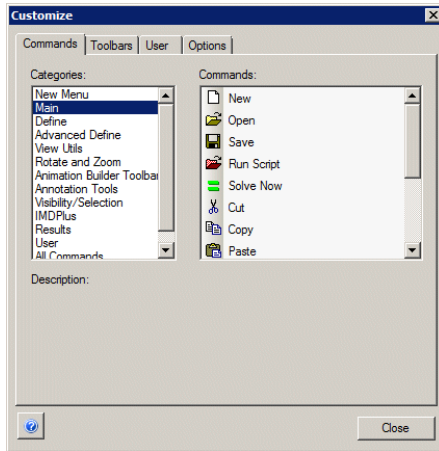 Customize
Commands Toolbars User Options
Categories:
New Menu
Main
Define
Advanced Define
View Utils
Rotate and Zoom
Animation Builder Toolbar
Annotation Tools
Visibility/Selection
IMDPlus
Results
User
All Commands
Commands:
New
Open
Save
Run Script
Solve Now
Cut
Copy
Paste
Description:
Close